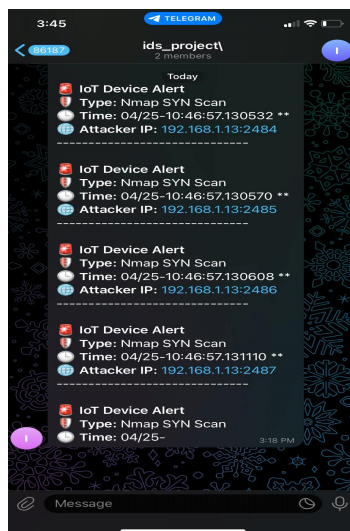 3:45
TELEGRAM
86187
ids_project\
2 members
I
Today
IoT Device Alert
Type: Nmap SYN Scan
Time: 04/25-10:46:57.130532 **
Attacker IP: 192.168.1.13:2484
------------------------------
IoT Device Alert
Type: Nmap SYN Scan
Time: 04/25-10:46:57.130570 **
Attacker IP: 192.168.1.13:2485
------------------------------
IoT Device Alert
Type: Nmap SYN Scan
Time: 04/25-10:46:57.130608 **
Attacker IP: 192.168.1.13:2486
------------------------------
IoT Device Alert
Type: Nmap SYN Scan
Time: 04/25-10:46:57.131110 **
Attacker IP: 192.168.1.13:2487
------------------------------
IoT Device Alert
Type: Nmap SYN Scan
Time: 04/25-
3:18 PM
I
Message